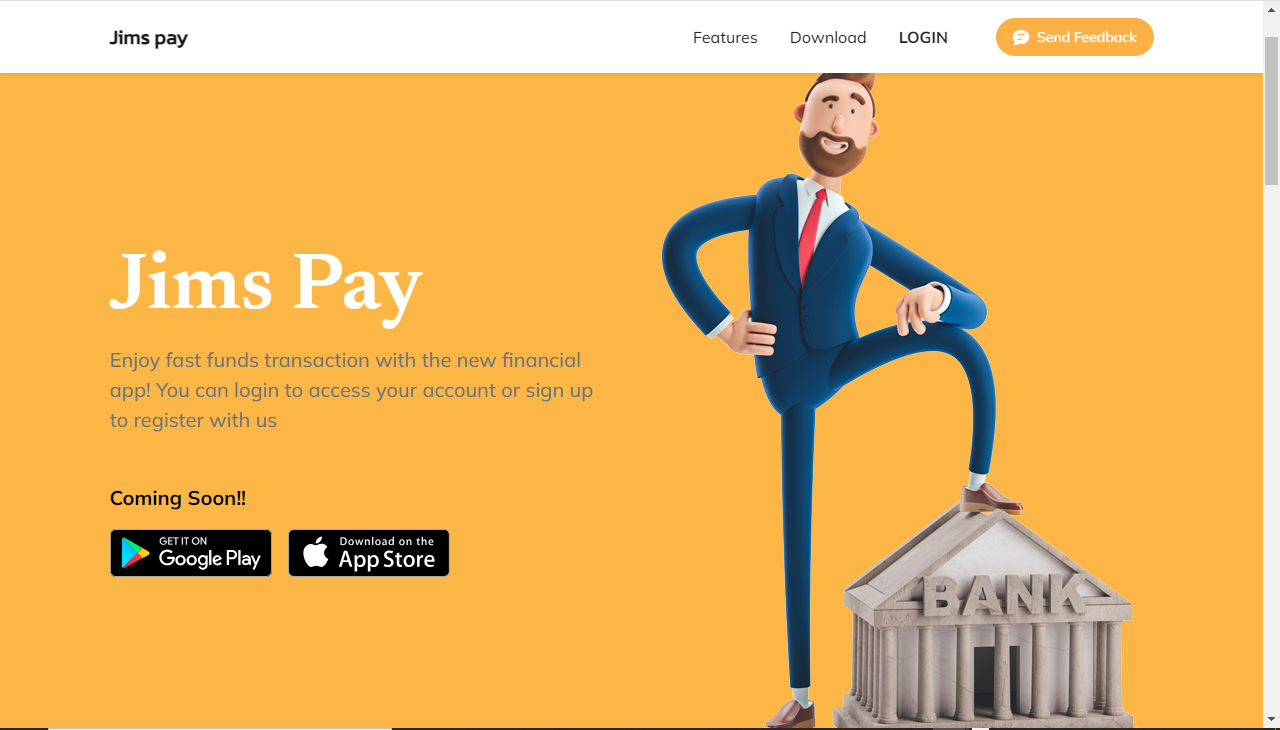 Jims pay
Features
Download
LOGIN
Send Feedback
Jims Pay
Enjoy fast funds transaction with the new financial
app! You can login to access your account or sign up
to register with us
Coming Soon!!
GET IT ON
Google Play
Download on the
App Store
BANK